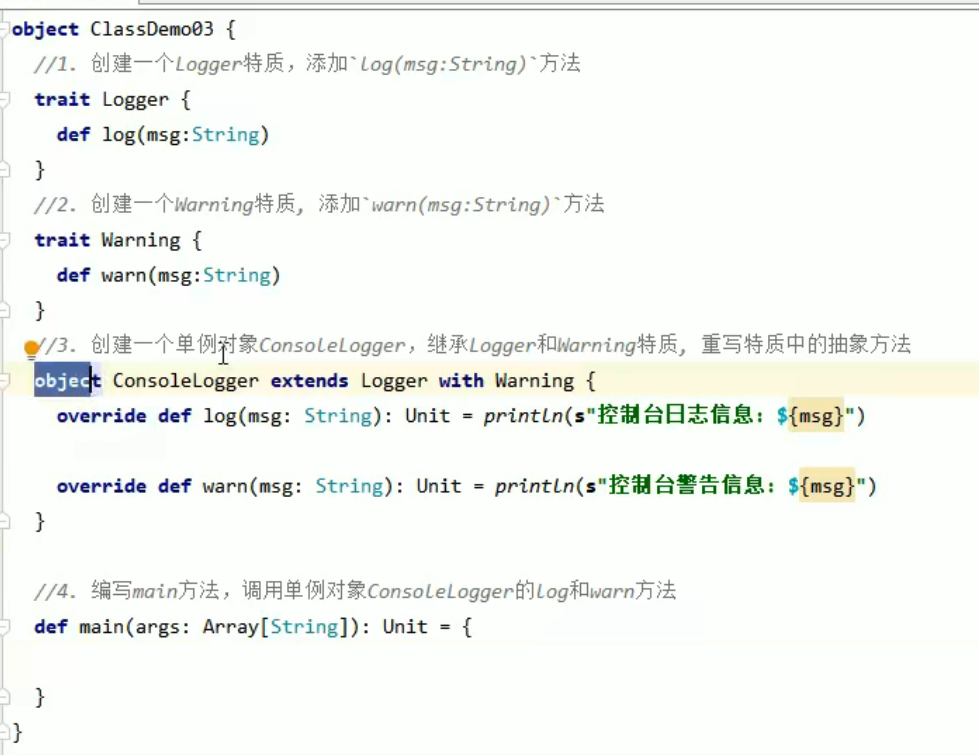 object ClassDemo03 {
//1. 创建一个Logger特质，添加`log(msg:String)`方法
trait Logger {
def log(msg:String)
}
//2. 创建一个Warning特质, 添加`warn(msg:String)`方法
trait Warning {
def warn(msg:String)
}
//3. 创建一个单例对象ConsoleLogger，继承Logger和Warning特质, 重写特质中的抽象方法
object ConsoleLogger extends Logger with Warning {
override def log(msg: String): Unit = println(s"控制台日志信息: ${msg}")
override def warn(msg: String): Unit = println(s"控制台警告信息: ${msg}")
}
//4. 编写main方法，调用单例对象ConsoleLogger的log和warn方法
def main(args: Array[String]): Unit = {
}
}